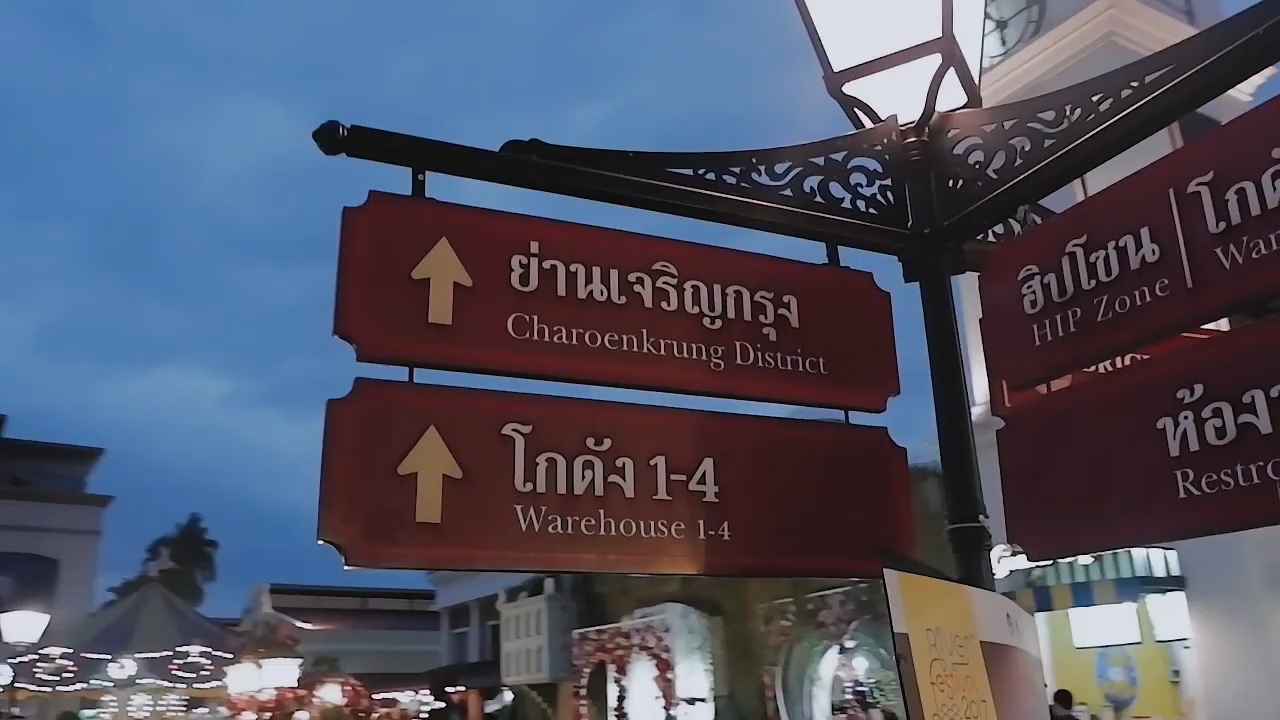 ย่านเจริญกรุง
Charoenkrung District
โกดัง 1-4
Warehouse 1-4
ฮิปโซน
HIP Zone
River